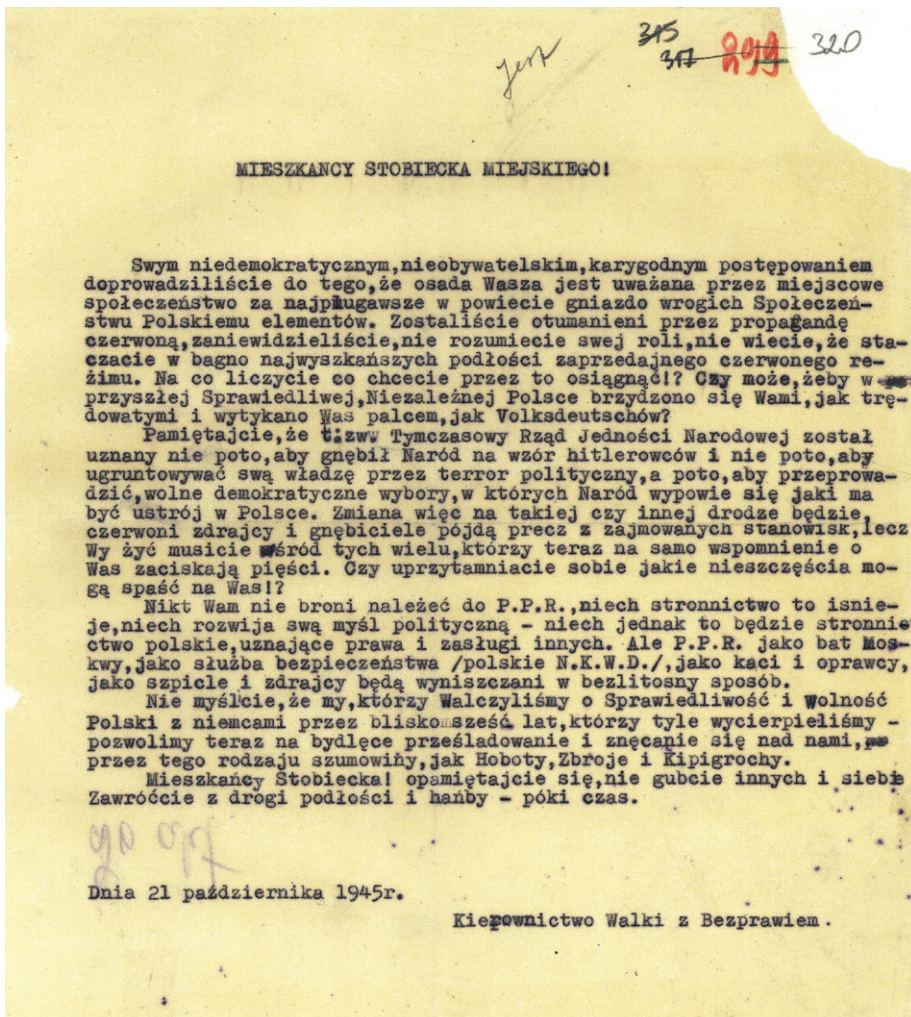 315
317 299 320
jest
MIESZKANCY STOBIECKA MIEJSKIEGO!
Swym niedemokratycznym,nieobywatelskim,karygodnym postępowaniem
doprowadziliście do tego,że osada Wasza jest uważana przez miejscowe
społeczeństwo za najplugawsze w powiecie gniazdo wrogich Społeczeń-
stwu Polskiemu elementów. Zostaliście otumanieni przez propagandę
czerwoną,zaniewidzieliście,nie rozumiecie swej roli,nie wiecie,że sta-
czacie w bagno najwyszkańszych podłości zaprzedajnego czerwonego re-
żimu. Na co liczycie co chcecie przez to osiągnąć!? Czy może,żeby w
przyszłej Sprawiedliwej,Niezależnej Polsce brzydzono się Wami,jak trę-
dowatymi i wytykano Was palcem,jak Volksdeutschów?
Pamiętajcie,że t.zw. Tymczasowy Rząd Jedności Narodowej został
uznany nie poto,aby gnębił Naród na wzór hitlerowców i nie poto,aby
ugruntowywać swą władzę przez terror polityczny,a poto,aby przeprowa-
dzić,wolne demokratyczne wybory,w których Naród wypowie się jaki ma
być ustrój w Polsce. Zmiana więc na takiej czy innej drodze będzie,
czerwoni zdrajcy i gnębiciele pójdą precz z zajmowanych stanowisk,lecz
Wy żyć musicie wśród tych wielu,którzy teraz na samo wspomnienie o
Was zaciskają pięści. Czy uprzytamniacie sobie jakie nieszczęścia mo-
gą spaść na Was!?
Nikt Wam nie broni należeć do P.P.R.,niech stronnictwo to isnie-
je,niech rozwija swą myśl polityczną - niech jednak to będzie stronnie
ctwo polskie,uznające prawa i zasługi innych. Ale P.P.R. jako bat Mos-
kwy,jako służba bezpieczeństwa /polskie N.K.W.D./,jako kaci i oprawcy,
jako szpicle i zdrajcy będą wyniszczani w bezlitosny sposób.
Nie myślcie,że my,którzy Walczyliśmy o Sprawiedliwość i Wolność
Polski z niemcami przez blisko sześć lat,którzy tyle wycierpieliśmy -
pozwolimy teraz na bydlęce prześladowanie i znęcanie się nad nami,
przez tego rodzaju szumowiny,jak Hoboty,Zbroje i Kipigrochy.
Mieszkańcy Stobiecka! opamiętajcie się,nie gubcie innych i siebie
Zawróćcie z drogi podłości i hańby - póki czas.
Dnia 21 października 1945r.
Kierownictwo Walki z Bezprawiem.